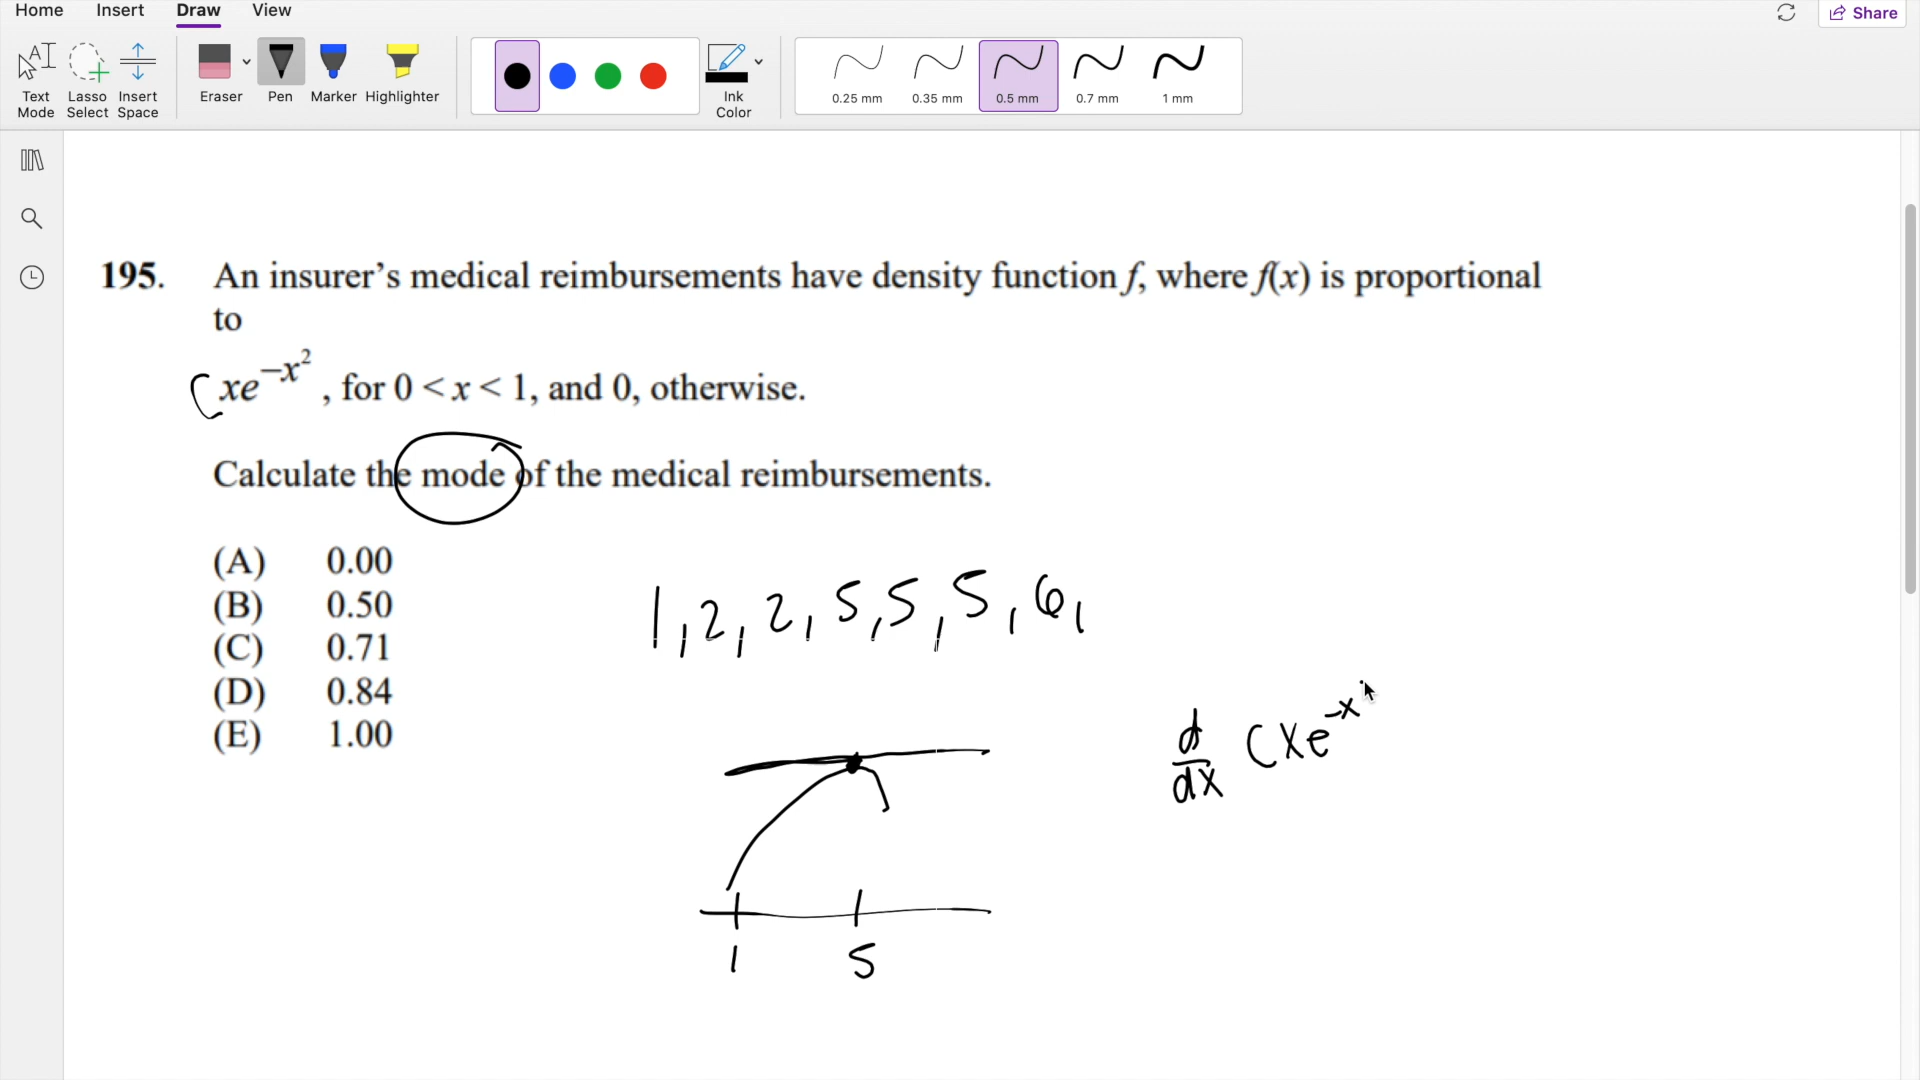 Home Insert Draw View
Share
Text Mode
Lasso Select
Insert Space
Eraser
Pen
Marker
Highlighter
Ink Color
0.25 mm
0.35 mm
0.5 mm
0.7 mm
1 mm
195. An insurer’s medical reimbursements have density function f, where f(x) is proportional
to
C xe^{-x^2} , for 0 < x < 1, and 0, otherwise.
Calculate the mode of the medical reimbursements.
(A) 0.00
(B) 0.50
(C) 0.71
(D) 0.84
(E) 1.00
1, 2, 2, 5, 5, 5, 6,
d/dx Cxe^{-x}
1 5